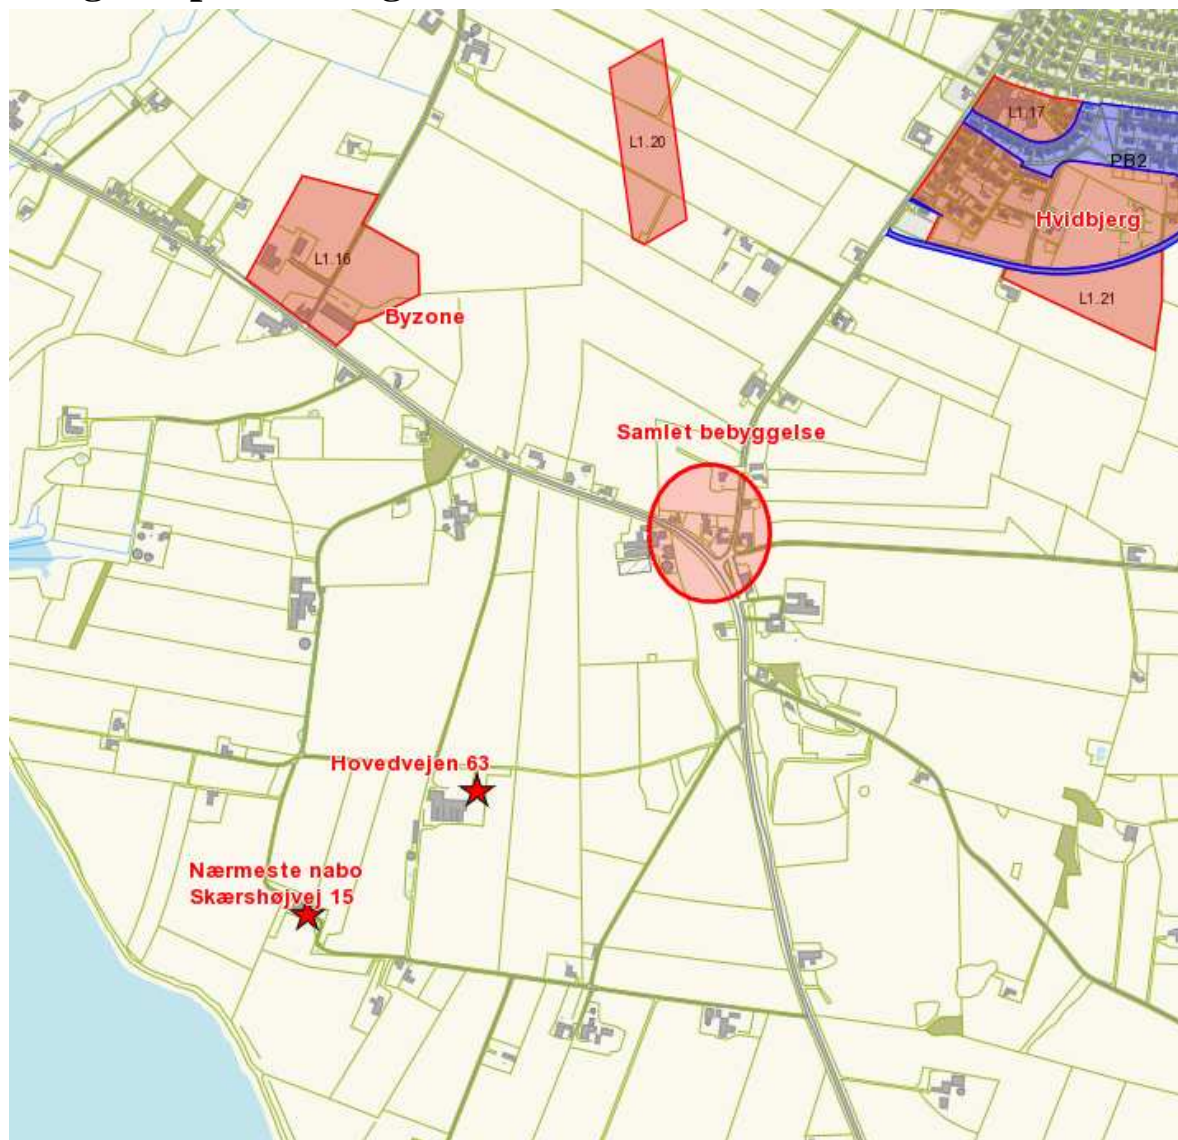 L1.17
L1.20
PB2
Hvidbjerg
L1.16
L1.21
Byzone
Samlet bebyggelse
Hovedvejen 63
Nærmeste nabo
Skærshøjvej 15